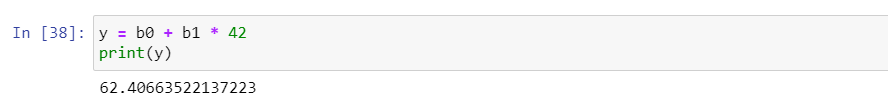 In [38]: y = b0 + b1 * 42
print(y)
62.40663522137223